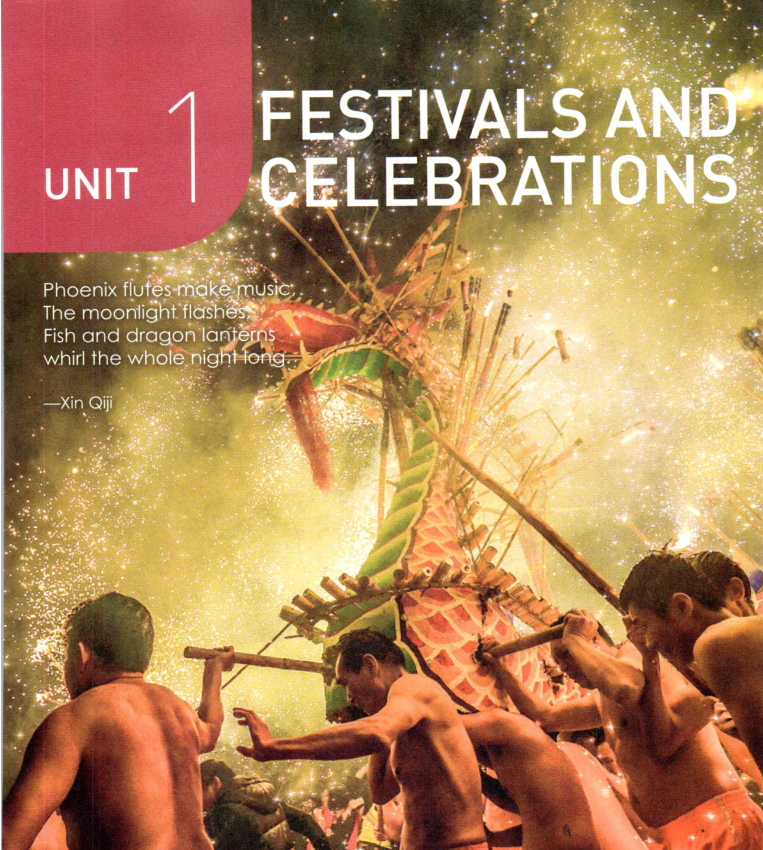 UNIT 1
FESTIVALS AND
CELEBRATIONS
Phoenix flutes make music,
The moonlight flashes,
Fish and dragon lanterns
whirl the whole night long.
—Xin Qiji